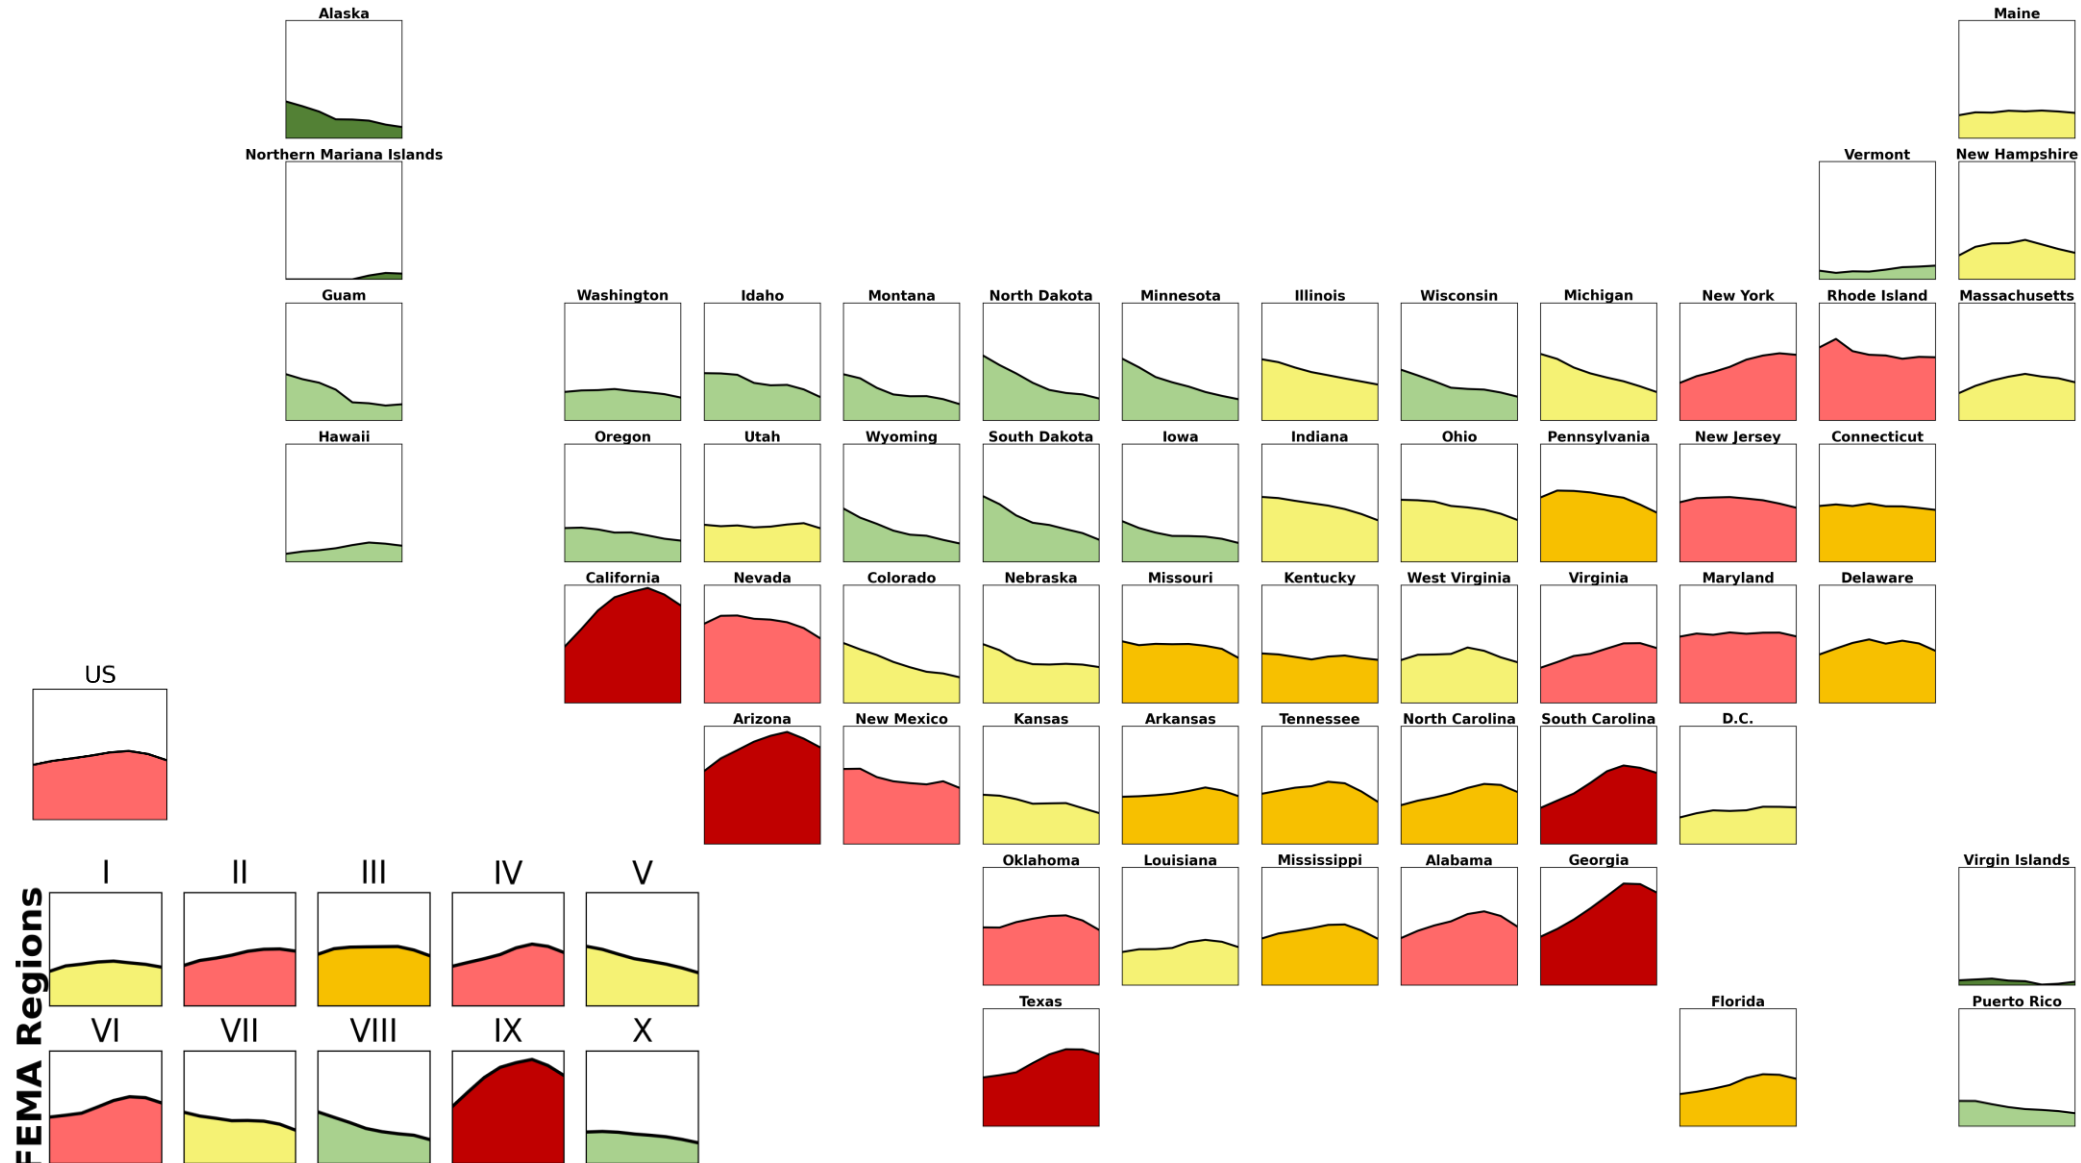 Alaska
Maine
Northern Mariana Islands
Vermont
New Hampshire
Guam
Washington
Idaho
Montana
North Dakota
Minnesota
Illinois
Wisconsin
Michigan
New York
Rhode Island
Massachusetts
Hawaii
Oregon
Utah
Wyoming
South Dakota
Iowa
Indiana
Ohio
Pennsylvania
New Jersey
Connecticut
California
Nevada
Colorado
Nebraska
Missouri
Kentucky
West Virginia
Virginia
Maryland
Delaware
US
Arizona
New Mexico
Kansas
Arkansas
Tennessee
North Carolina
South Carolina
D.C.
Oklahoma
Louisiana
Mississippi
Alabama
Georgia
Virgin Islands
Texas
Florida
Puerto Rico
FEMA Regions
I
II
III
IV
V
VI
VII
VIII
IX
X